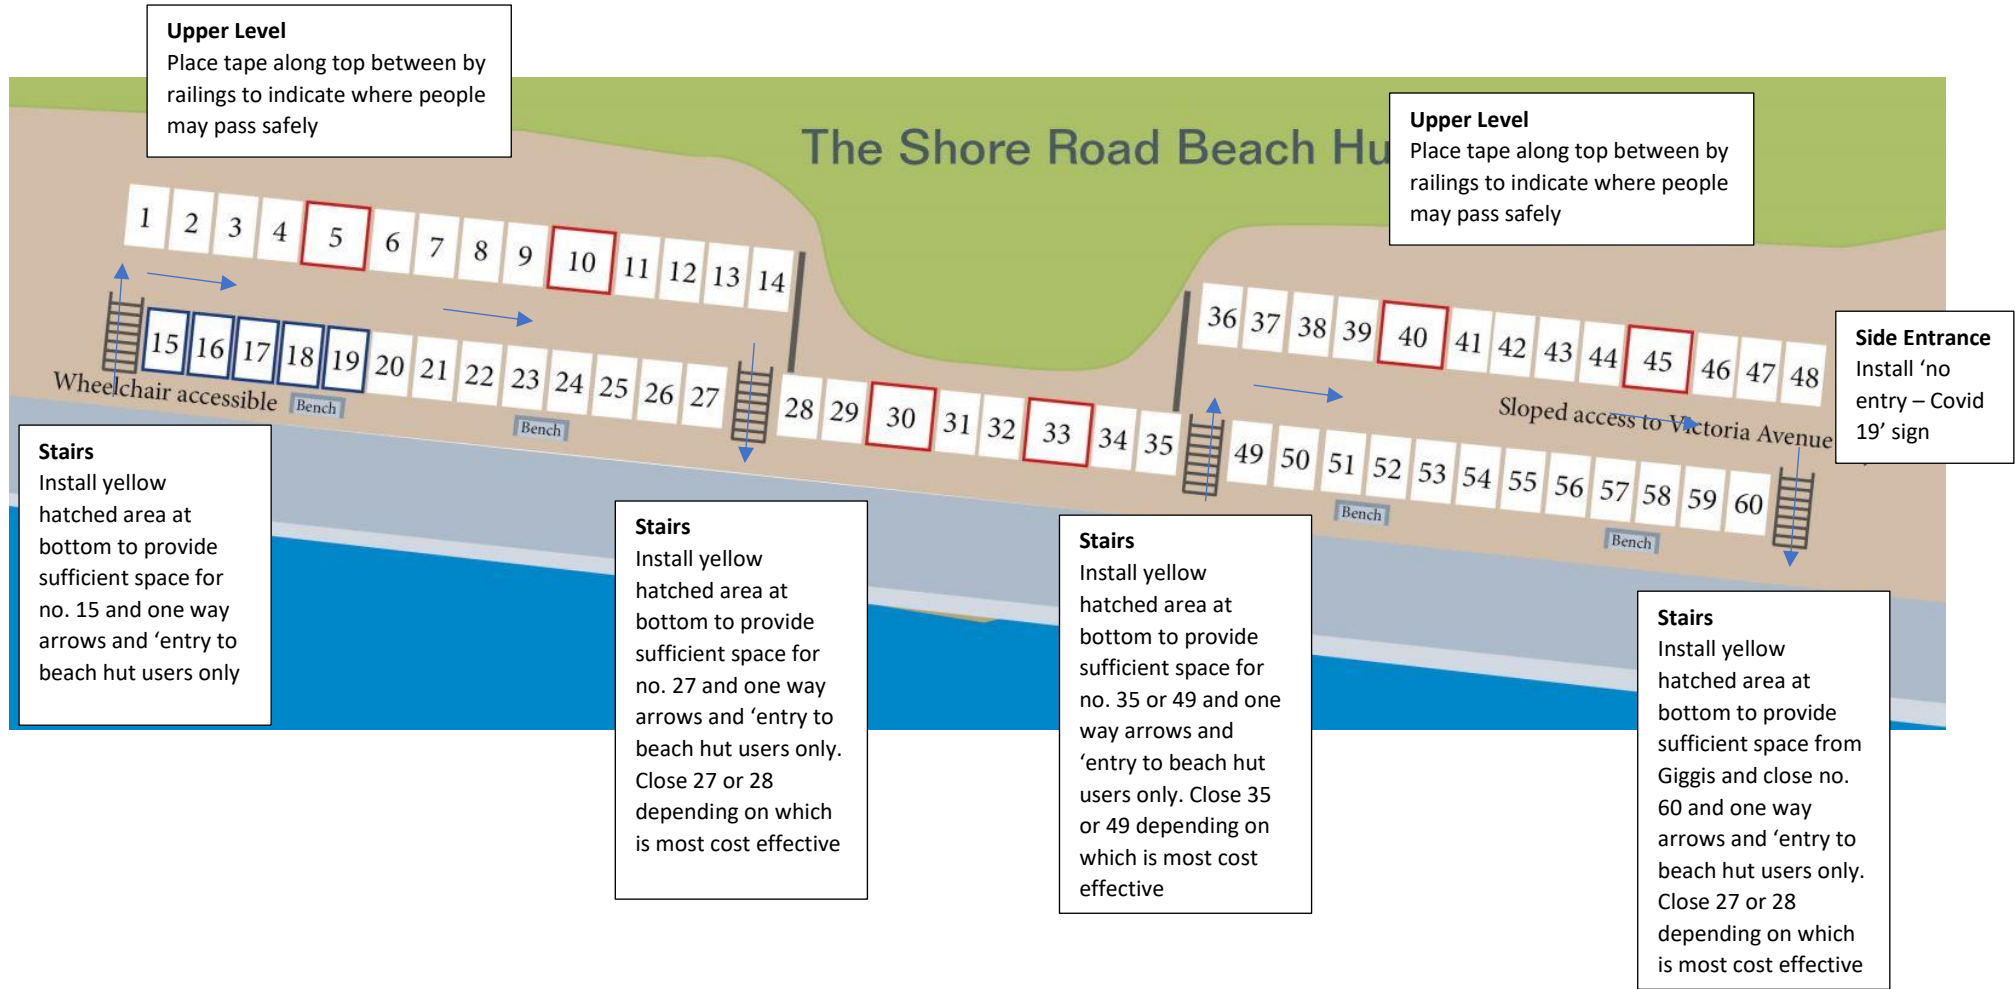 Upper Level
Place tape along top between by
railings to indicate where people
may pass safely
The Shore Road Beach Hu
Upper Level
Place tape along top between by
railings to indicate where people
may pass safely
1 2 3 4 5 6 7 8 9 10 11 12 13 14
36 37 38 39 40 41 42 43 44 45 46 47 48
Side Entrance
Install ‘no
entry – Covid
19’ sign
15 16 17 18 19 20 21 22 23 24 25 26 27
28 29 30 31 32 33 34 35
Sloped access to Victoria Avenue
49 50 51 52 53 54 55 56 57 58 59 60
Wheelchair accessible
Bench
Bench
Bench
Bench
Stairs
Install yellow
hatched area at
bottom to provide
sufficient space for
no. 15 and one way
arrows and ‘entry to
beach hut users only
Stairs
Install yellow
hatched area at
bottom to provide
sufficient space for
no. 27 and one way
arrows and ‘entry to
beach hut users only.
Close 27 or 28
depending on which
is most cost effective
Stairs
Install yellow
hatched area at
bottom to provide
sufficient space for
no. 35 or 49 and one
way arrows and
‘entry to beach hut
users only. Close 35
or 49 depending on
which is most cost
effective
Stairs
Install yellow
hatched area at
bottom to provide
sufficient space from
Giggis and close no.
60 and one way
arrows and ‘entry to
beach hut users only.
Close 27 or 28
depending on which
is most cost effective